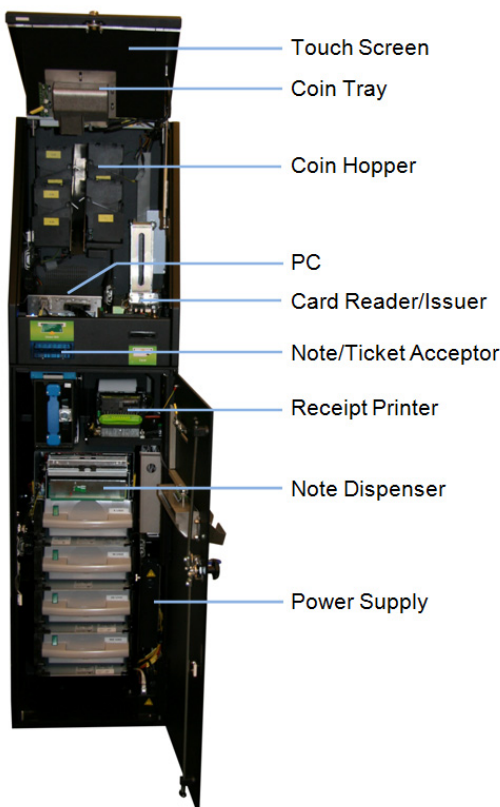 Touch Screen
Coin Tray
Coin Hopper
PC
Card Reader/Issuer
Note/Ticket Acceptor
Receipt Printer
Note Dispenser
Power Supply